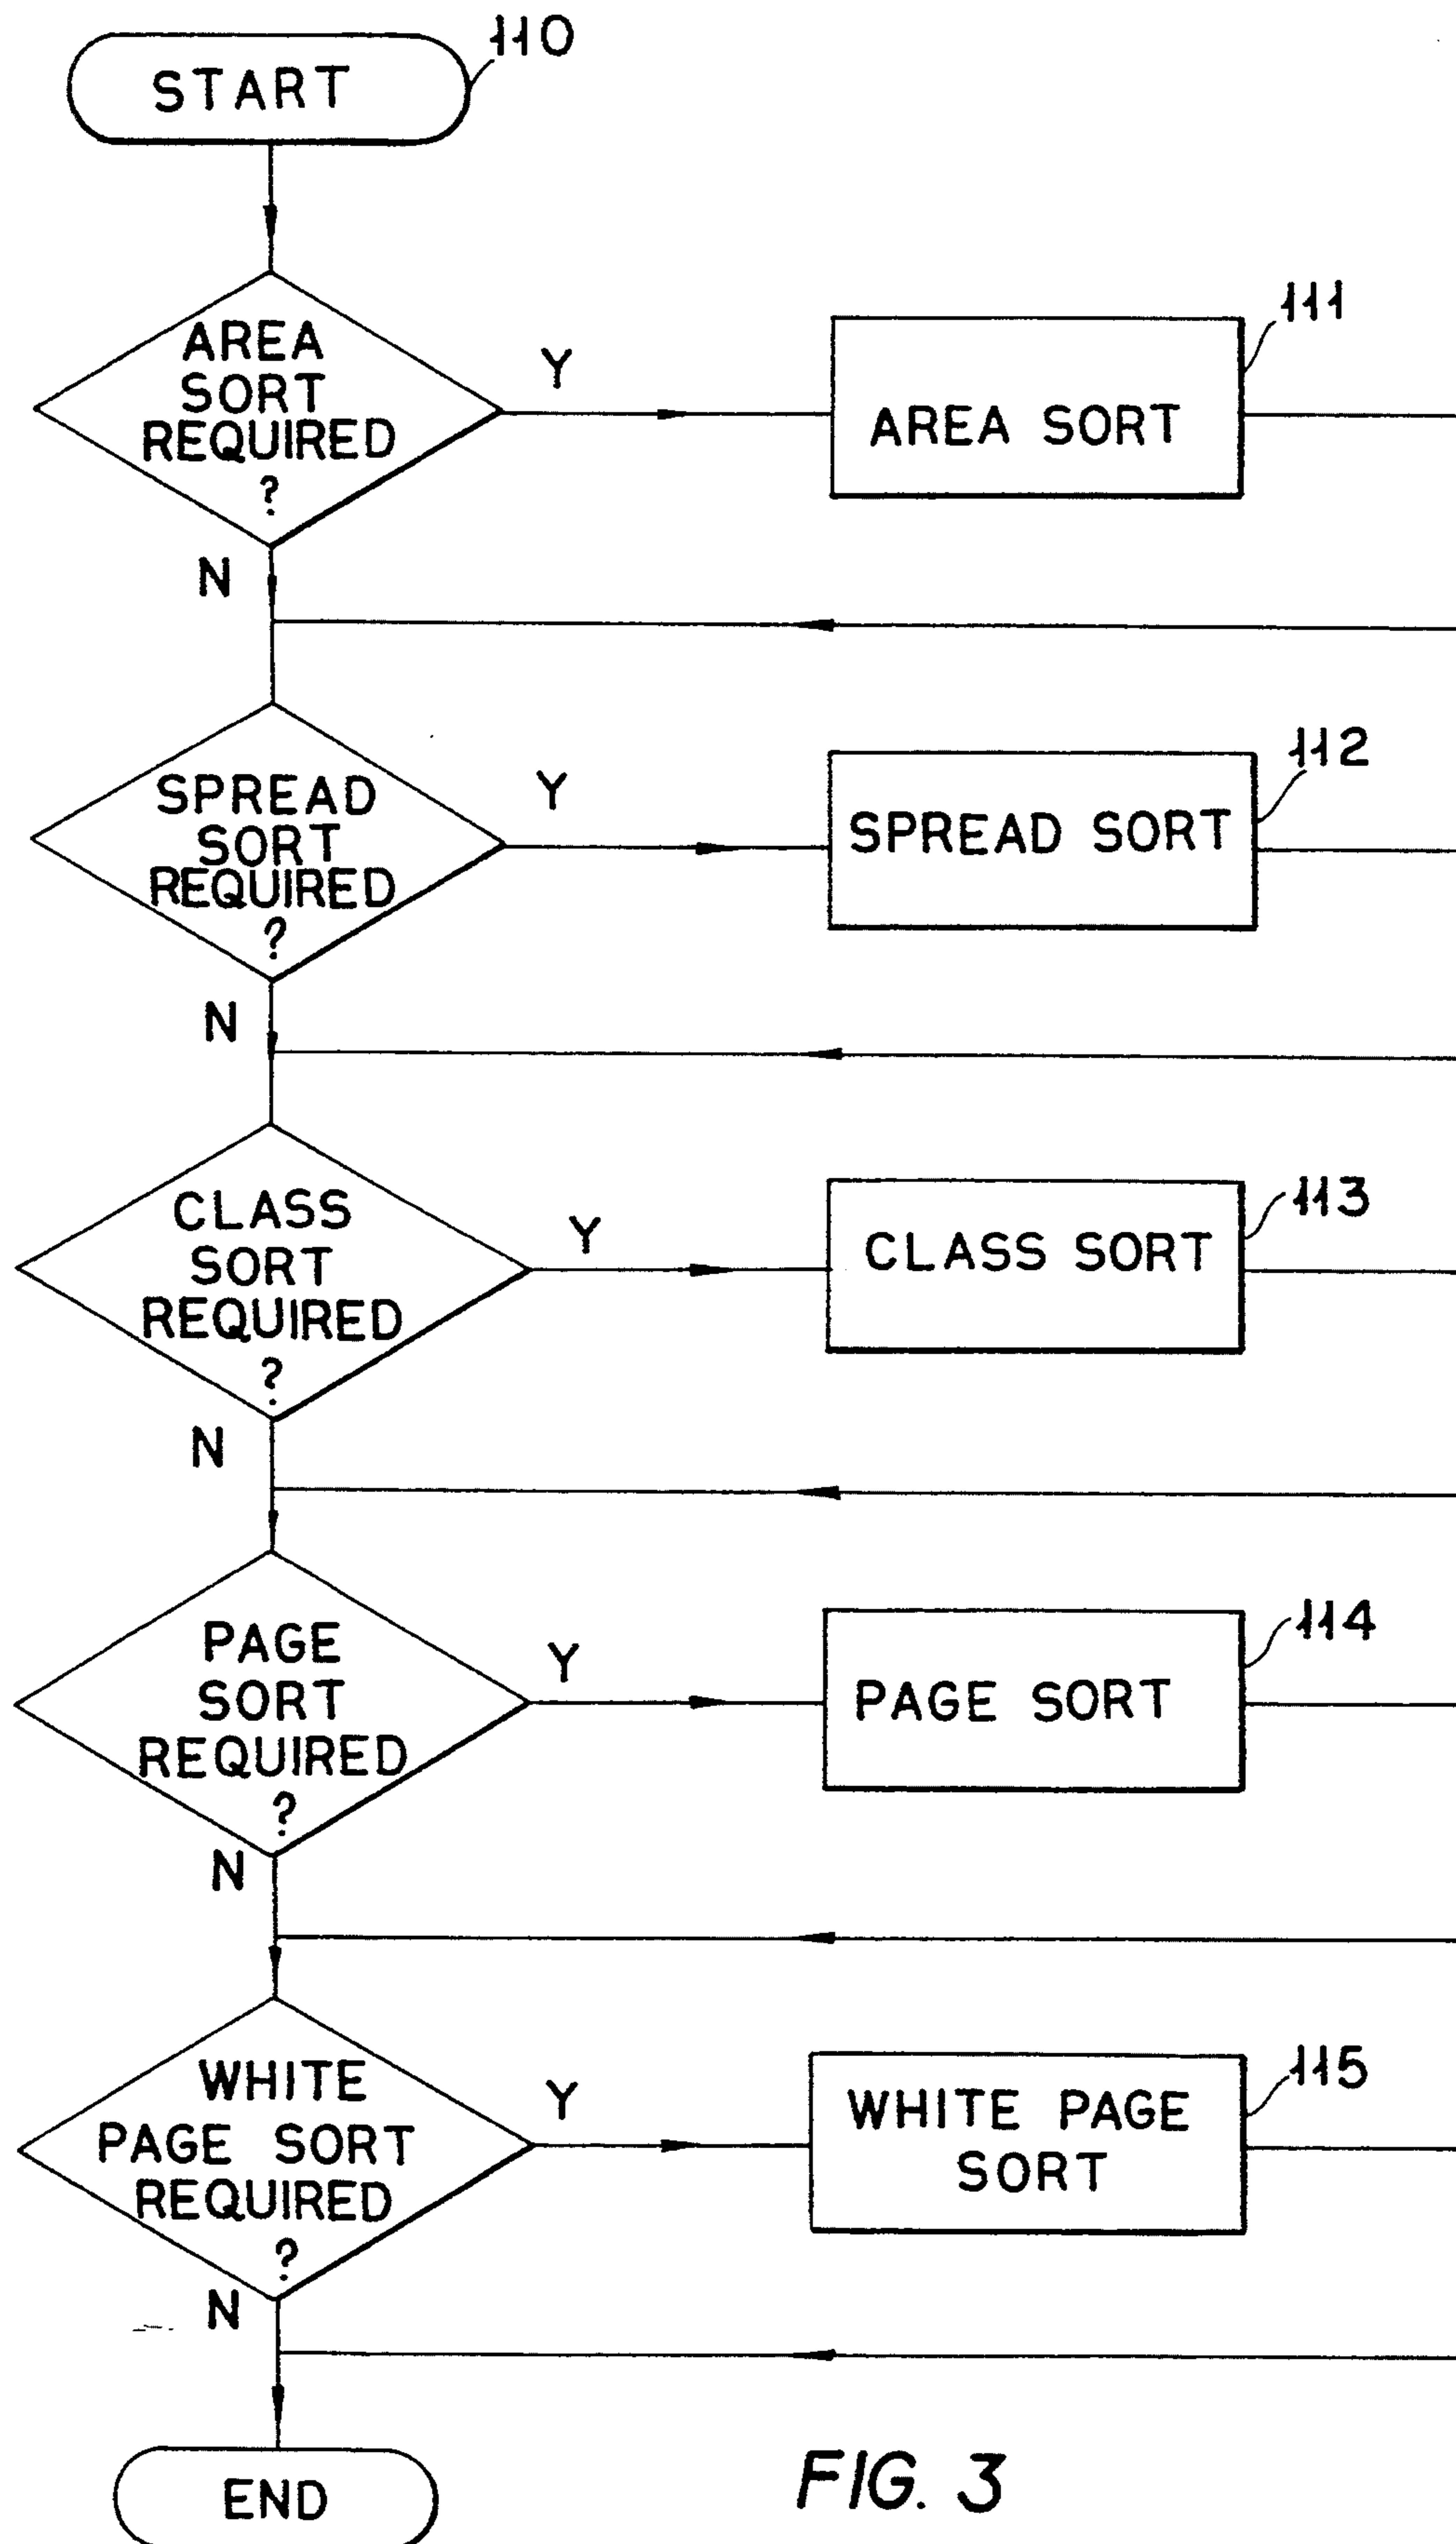 110
START
AREA
SORT
REQUIRED
?
Y
N
111
AREA SORT
SPREAD
SORT
REQUIRED
?
Y
N
112
SPREAD SORT
CLASS
SORT
REQUIRED
?
Y
N
113
CLASS SORT
PAGE
SORT
REQUIRED
?
Y
N
114
PAGE SORT
WHITE
PAGE SORT
REQUIRED
?
Y
N
115
WHITE PAGE
SORT
END
FIG. 3